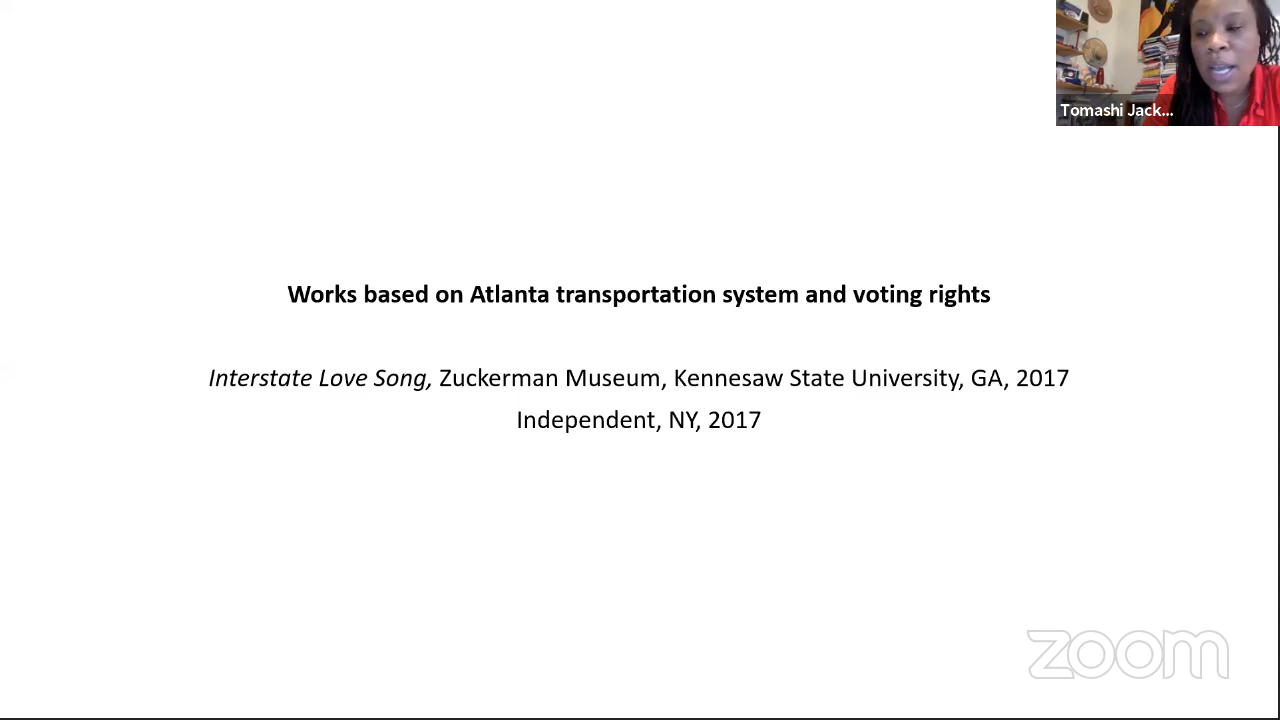 Tomashi Jack...
Works based on Atlanta transportation system and voting rights
Interstate Love Song, Zuckerman Museum, Kennesaw State University, GA, 2017
Independent, NY, 2017
zoom